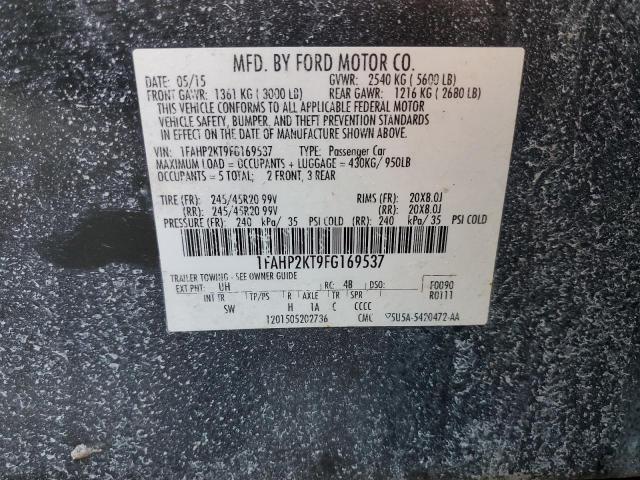 MFD. BY FORD MOTOR CO.
DATE: 05/15 GVWR: 2540 KG ( 5600 LB)
FRONT GAWR: 1361 KG ( 3000 LB) REAR GAWR: 1216 KG ( 2680 LB)
THIS VEHICLE CONFORMS TO ALL APPLICABLE FEDERAL MOTOR
VEHICLE SAFETY, BUMPER, AND THEFT PREVENTION STANDARDS
IN EFFECT ON THE DATE OF MANUFACTURE SHOWN ABOVE.
VIN: 1FAHP2KT9FG169537 TYPE: Passenger Car
MAXIMUM LOAD = OCCUPANTS + LUGGAGE = 430KG/ 950LB
OCCUPANTS = 5 TOTAL; 2 FRONT, 3 REAR
TIRE (FR): 245/45R20 99V RIMS (FR): 20X8.0J
(RR): 245/45R20 99V (RR): 20X8.0J
PRESSURE (FR): 240 kPa/ 35 PSI COLD (RR): 240 kPa/ 35 PSI COLD
1FAHP2KT9FG169537
TRAILER TOWING - SEE OWNER GUIDE
EXT PNT: UH RC: 48 DSO: F0090
INT TR TP/PS R AXLE TR SPR R0111
SW H 1A C CCCC
1201505202736 CMC 5U5A-5420472-AA